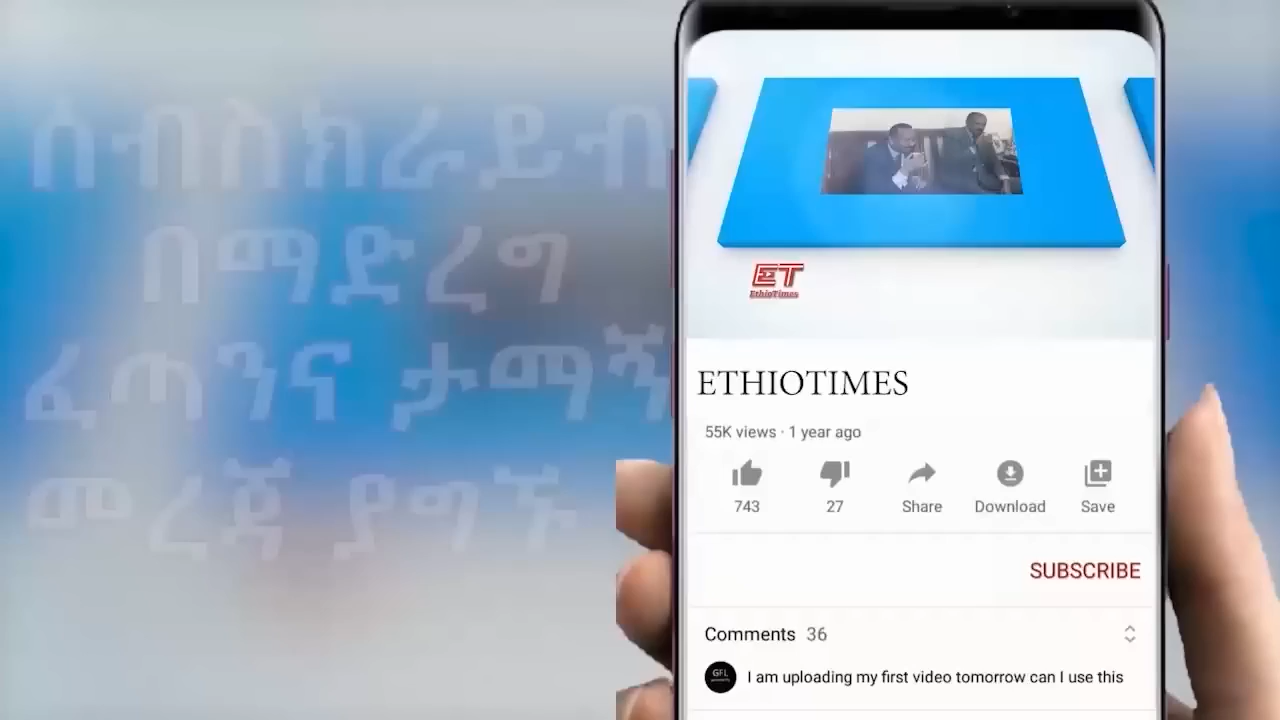 ሰብስክራይብ
በማድረግ
ፈጣንና ታማኝ
መረጃ ያግኙ
ET
EthioTimes
ETHIOTIMES
55K views · 1 year ago
743 27 Share Download Save
SUBSCRIBE
Comments 36
GFL
I am uploading my first video tomorrow can I use this